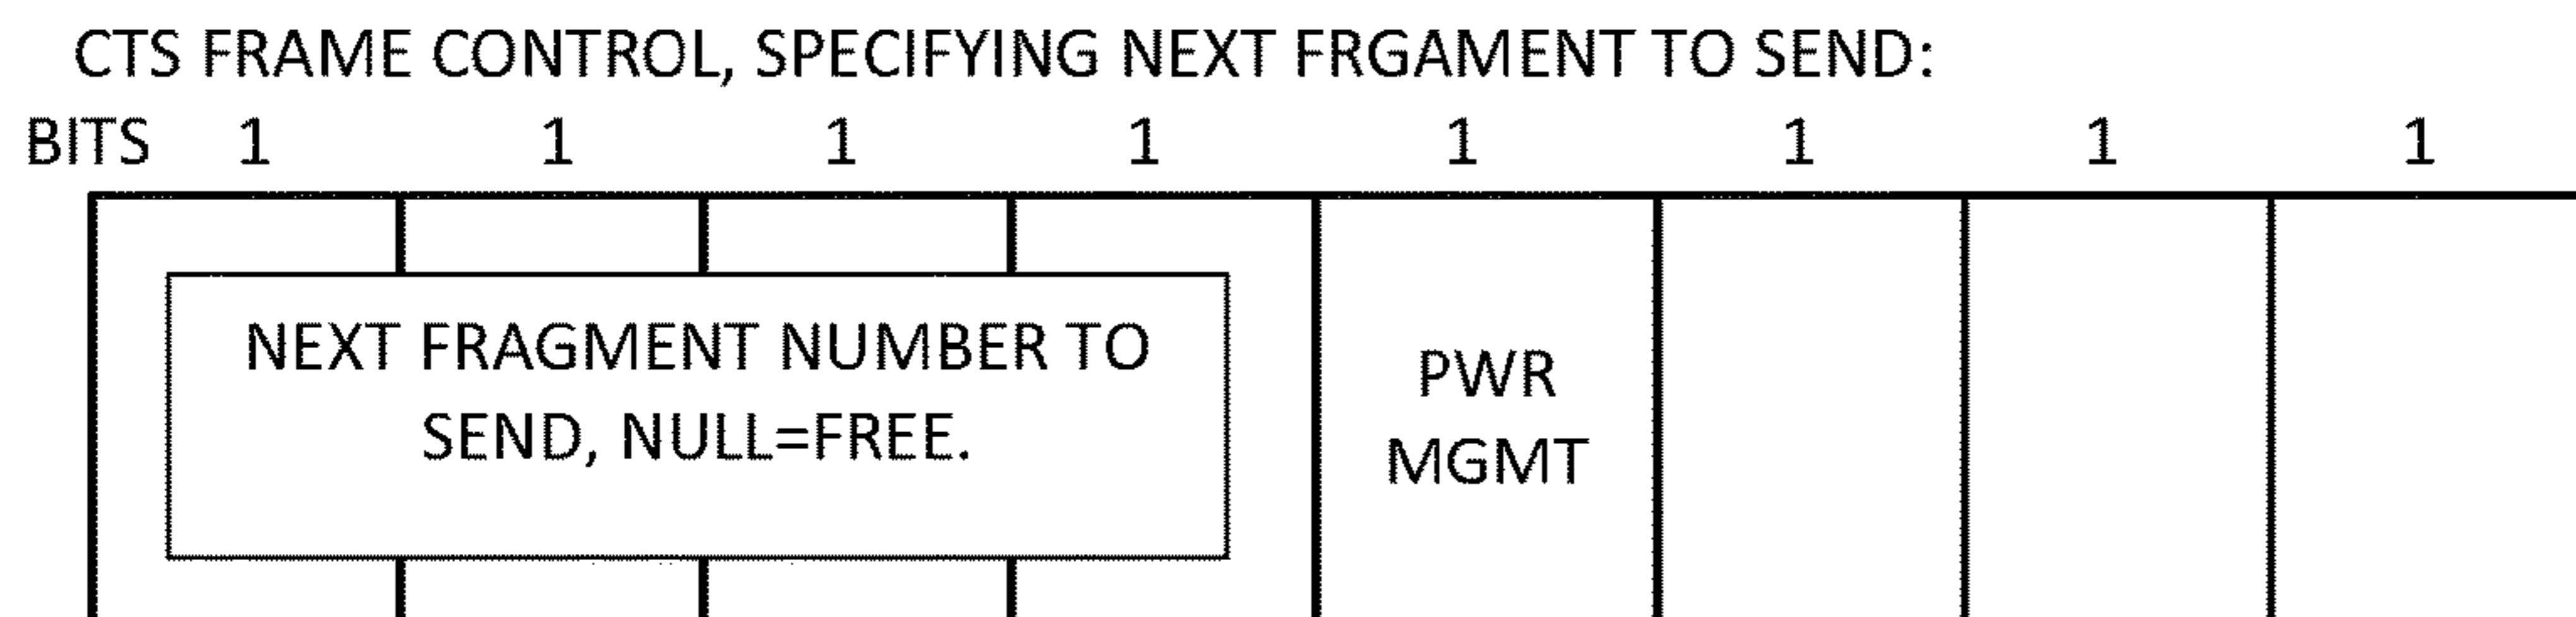 CTS FRAME CONTROL, SPECIFYING NEXT FRGAMENT TO SEND:
BITS 1 1 1 1 1 1 1 1
NEXT FRAGMENT NUMBER TO
SEND, NULL=FREE.
PWR
MGMT